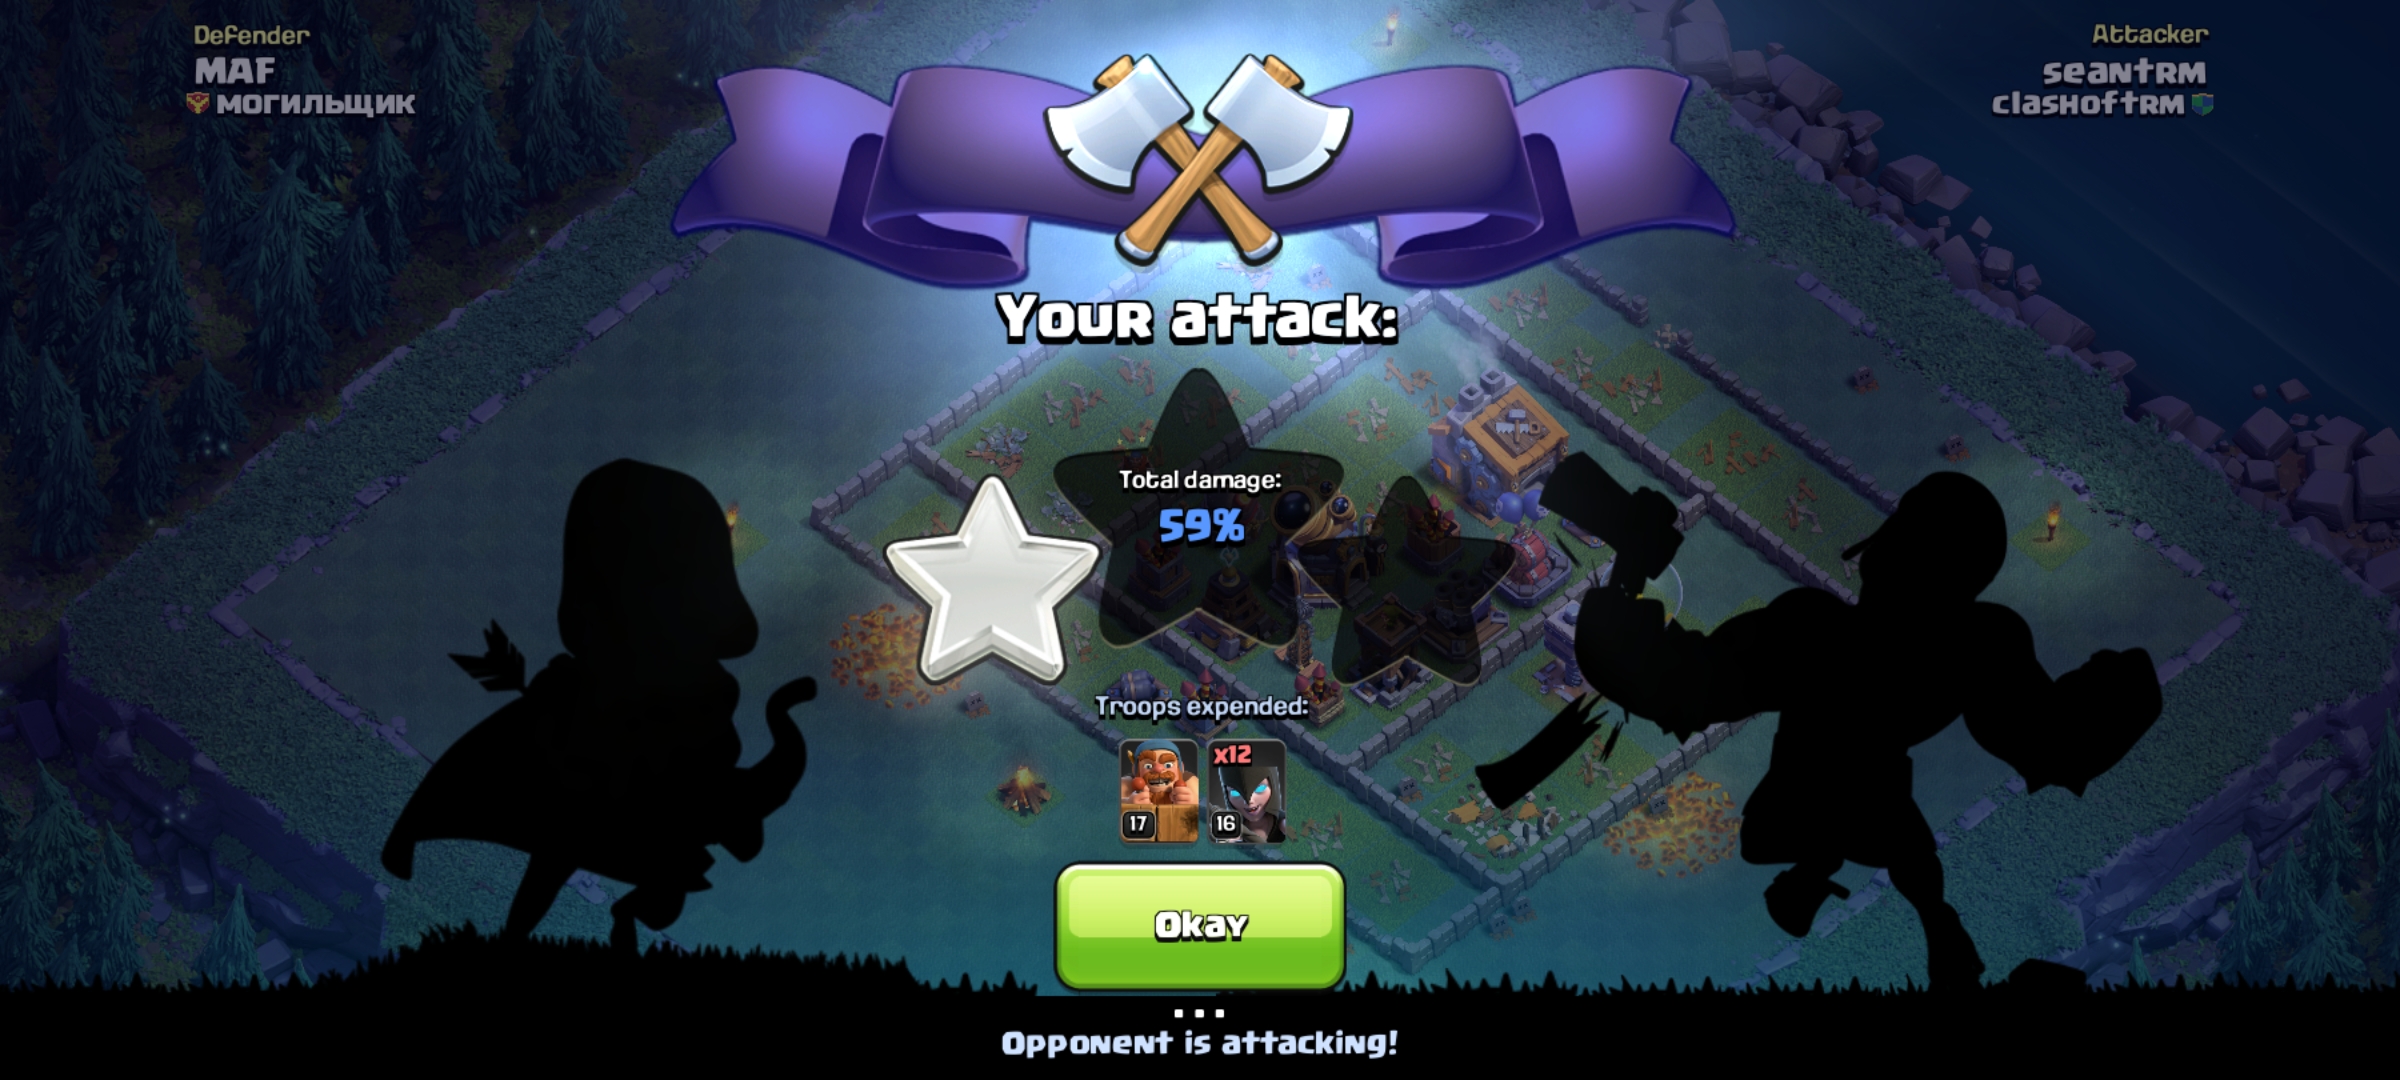 Defender
MAF
МОГИЛЬЩИК
Attacker
seantRM
clashoftRM
Your attack:
Total damage:
59%
Troops expended:
x12
17
16
Okay
Opponent is attacking!